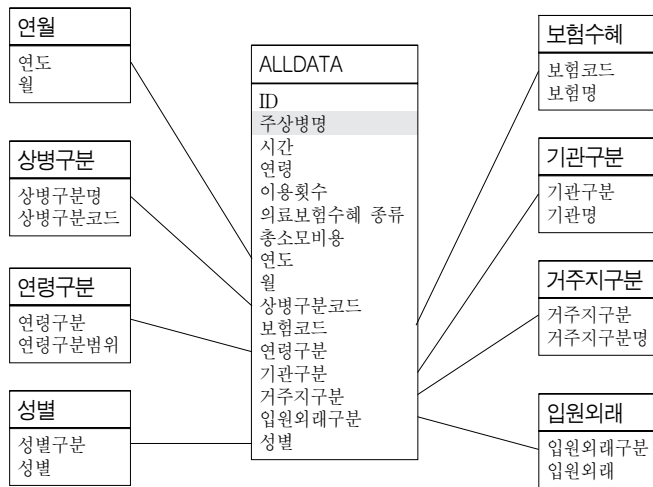 연월
연도
월
상병구분
상병구분명
상병구분코드
연령구분
연령구분
연령구분범위
성별
성별구분
성별
ALLDATA
ID
주상병명
시간
연령
이용횟수
의료보험수혜 종류
총소모비용
연도
월
상병구분코드
보험코드
연령구분
기관구분
거주지구분
입원외래구분
성별
보험수혜
보험코드
보험명
기관구분
기관구분
기관명
거주지구분
거주지구분
거주지구분명
입원외래
입원외래구분
입원외래